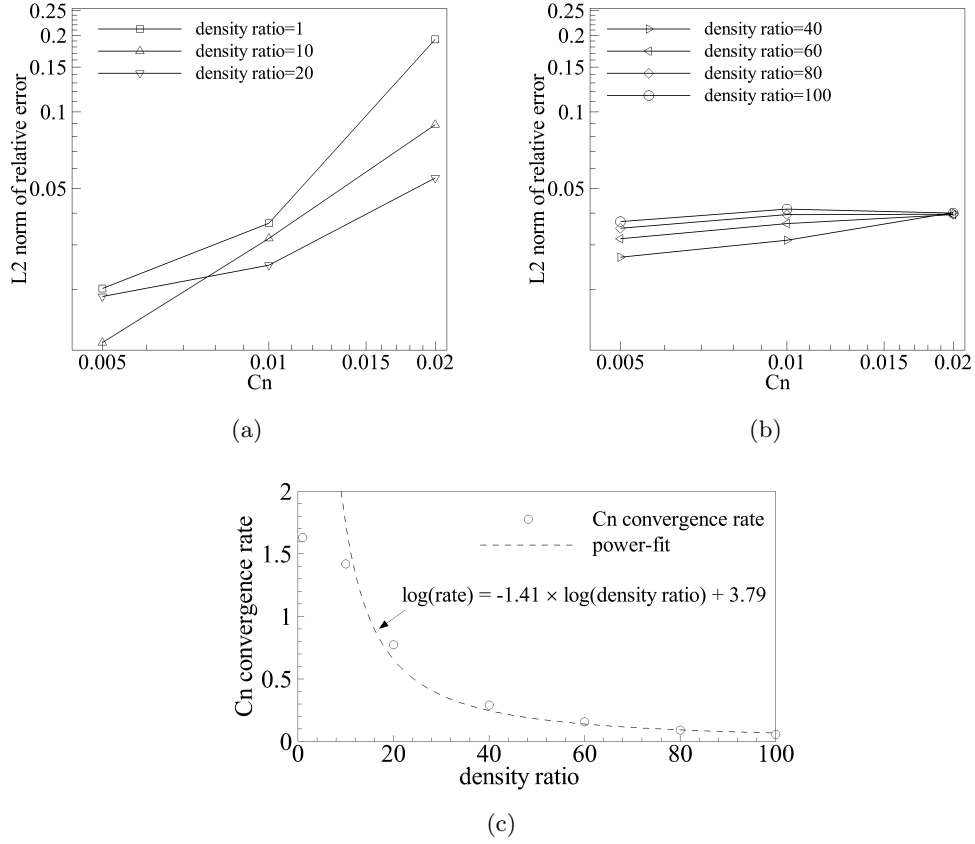 0.25
0.2
0.15
0.1
0.05
L2 norm of relative error
density ratio=1
density ratio=10
density ratio=20
0.005
0.01
0.015
0.02
Cn
(a)
0.25
0.2
0.15
0.1
0.05
L2 norm of relative error
density ratio=40
density ratio=60
density ratio=80
density ratio=100
0.005
0.01
0.015
0.02
Cn
(b)
2
1.5
1
0.5
0
Cn convergence rate
Cn convergence rate
power-fit
log(rate) = -1.41 × log(density ratio) + 3.79
0
20
40
60
80
100
density ratio
(c)